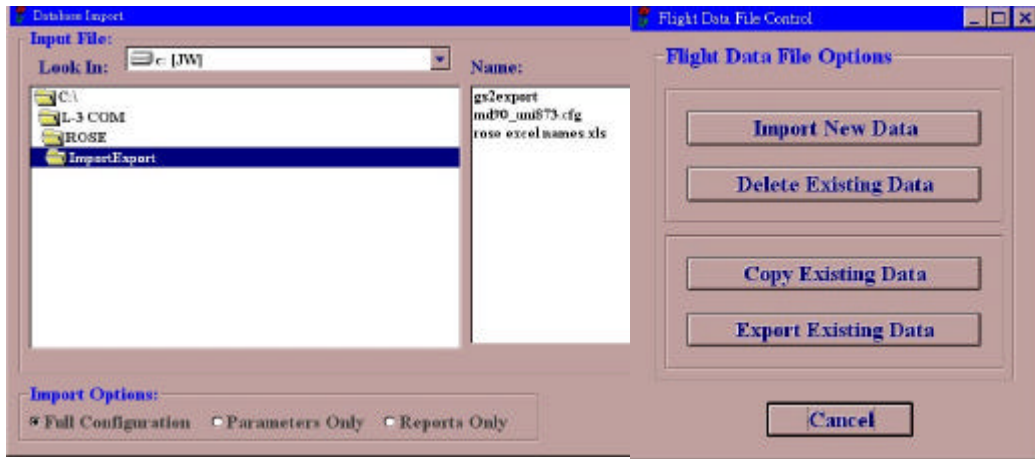 Database Import
Input File:
Look In:
c: [JW]
Name:
C:\
L-3 COM
ROSE
ImportExport
gs2export
md90_uni873.cfg
rose excel names.xls
Import Options:
Full Configuration
Parameters Only
Reports Only
Flight Data File Control
Flight Data File Options
Import New Data
Delete Existing Data
Copy Existing Data
Export Existing Data
Cancel